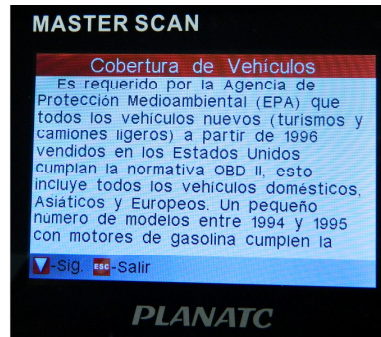 MASTER SCAN
Cobertura de Vehículos
Es requerido por la Agencia de
Protección Medioambiental (EPA) que
todos los vehículos nuevos (turismos y
camiones ligeros) a partir de 1996
vendidos en los Estados Unidos
cumplan la normativa OBD II, esto
incluye todos los vehículos domésticos,
Asiáticos y Europeos. Un pequeño
número de modelos entre 1994 y 1995
con motores de gasolina cumplen la
-Sig. ESC-Salir
PLANATC